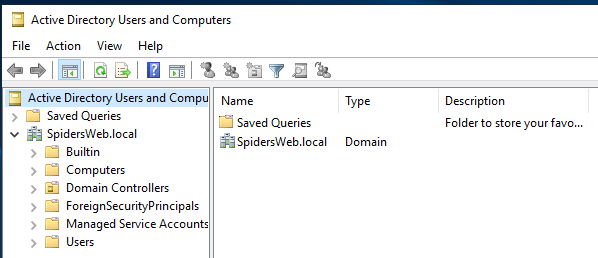 Active Directory Users and Computers
File Action View Help
Active Directory Users and Compu
Saved Queries
SpidersWeb.local
Builtin
Computers
Domain Controllers
ForeignSecurityPrincipals
Managed Service Accounts
Users
Name Type Description
Saved Queries Folder to store your favo...
SpidersWeb.local Domain